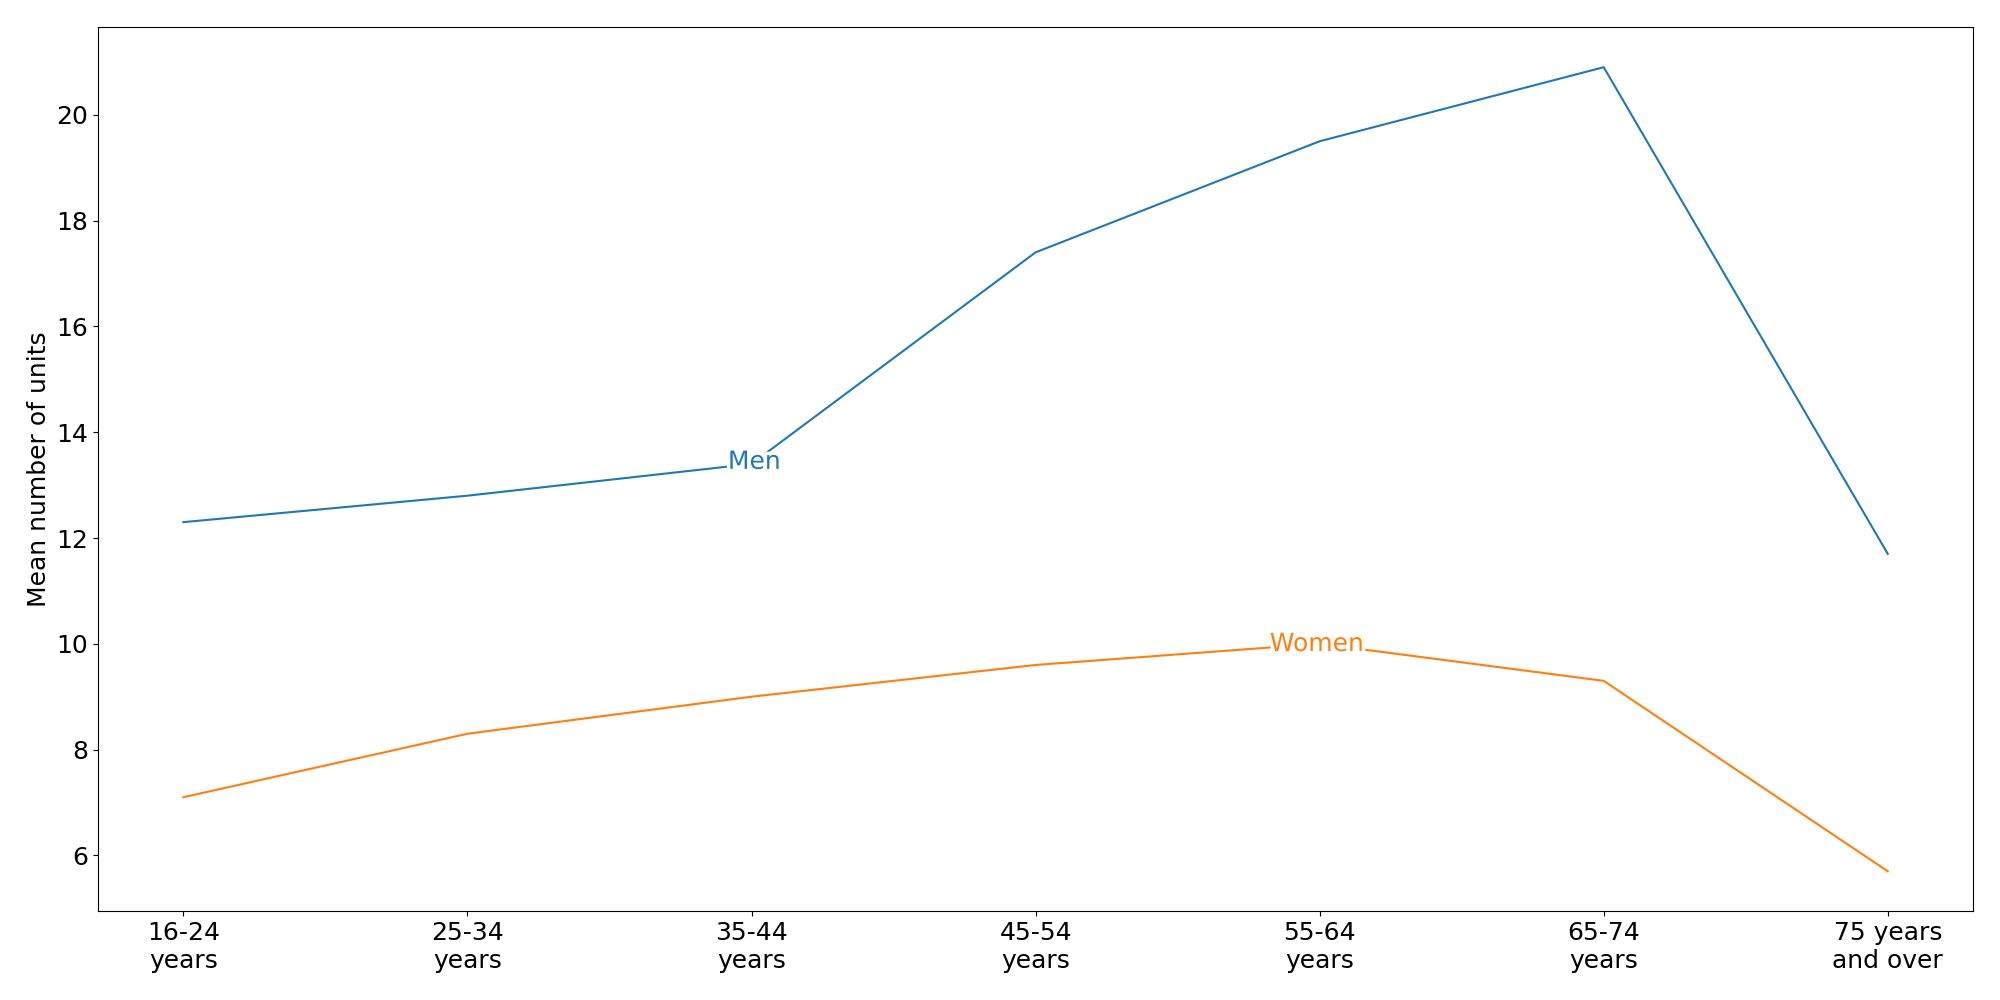 Mean number of units
20
18
16
14
12
10
8
6
Men
Women
16-24
years
25-34
years
35-44
years
45-54
years
55-64
years
65-74
years
75 years
and over